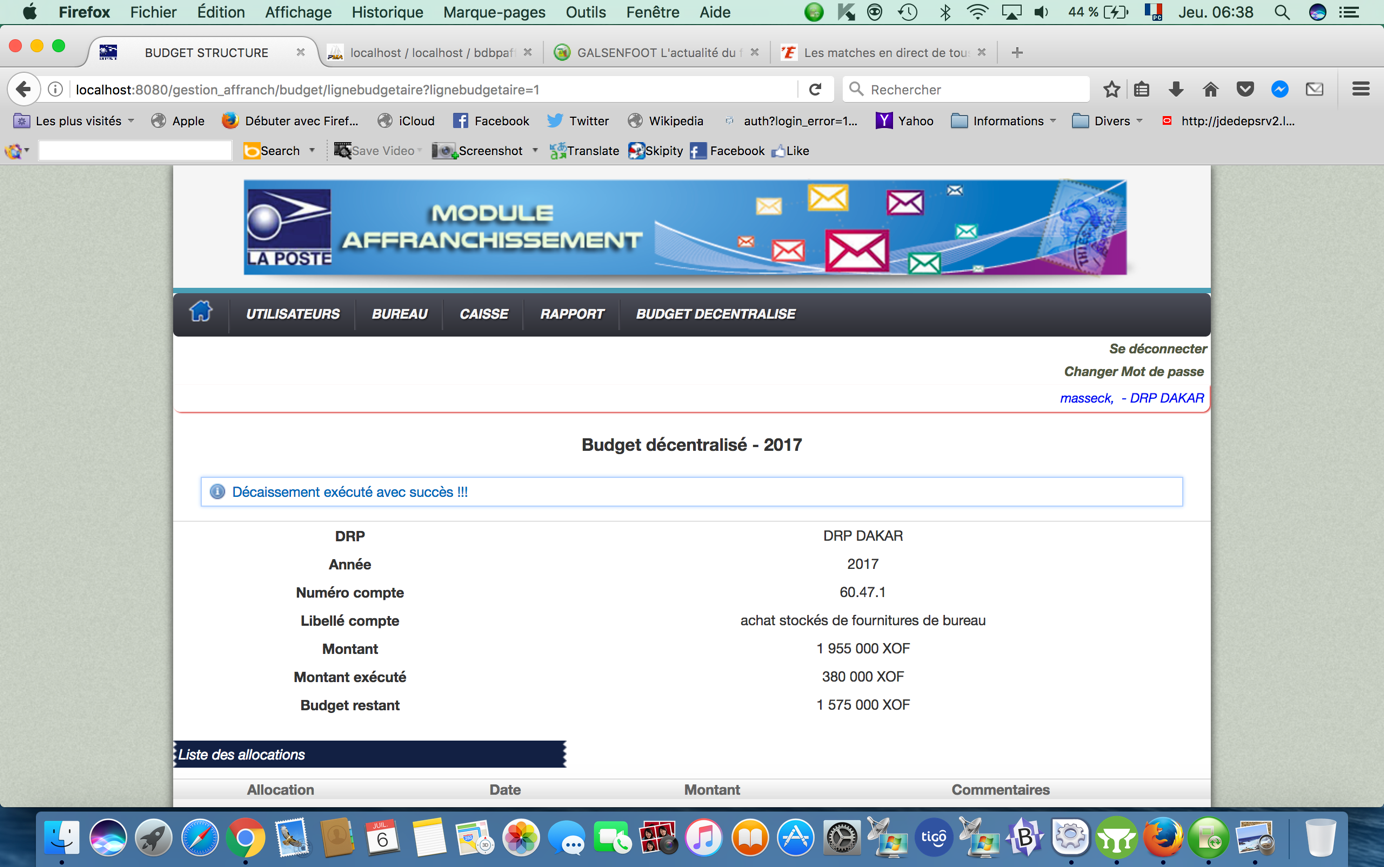 Firefox Fichier Édition Affichage Historique Marque-pages Outils Fenêtre Aide 44 % Jeu. 06:38
BUDGET STRUCTURE
localhost / localhost / bdbpaf
GALSENFOOT L'actualité du f
Les matches en direct de tou
localhost:8080/gestion_affranch/budget/lignebudgetaire?lignebudgetaire=1
Rechercher
Les plus visités Apple Débuter avec Firef... iCloud Facebook Twitter Wikipedia auth?login_error=1... Yahoo Informations Divers http://jdedepsrv2.l...
Search Save Video Screenshot Translate Skipity Facebook Like
LA POSTE
MODULE
AFFRANCHISSEMENT
UTILISATEURS BUREAU CAISSE RAPPORT BUDGET DECENTRALISE
Se déconnecter
Changer Mot de passe
masseck, - DRP DAKAR
Budget décentralisé - 2017
Décaissement exécuté avec succès !!!
DRP DRP DAKAR
Année 2017
Numéro compte 60.47.1
Libellé compte achat stockés de fournitures de bureau
Montant 1 955 000 XOF
Montant exécuté 380 000 XOF
Budget restant 1 575 000 XOF
Liste des allocations
Allocation Date Montant Commentaires
JUIL.
6
tigo
B